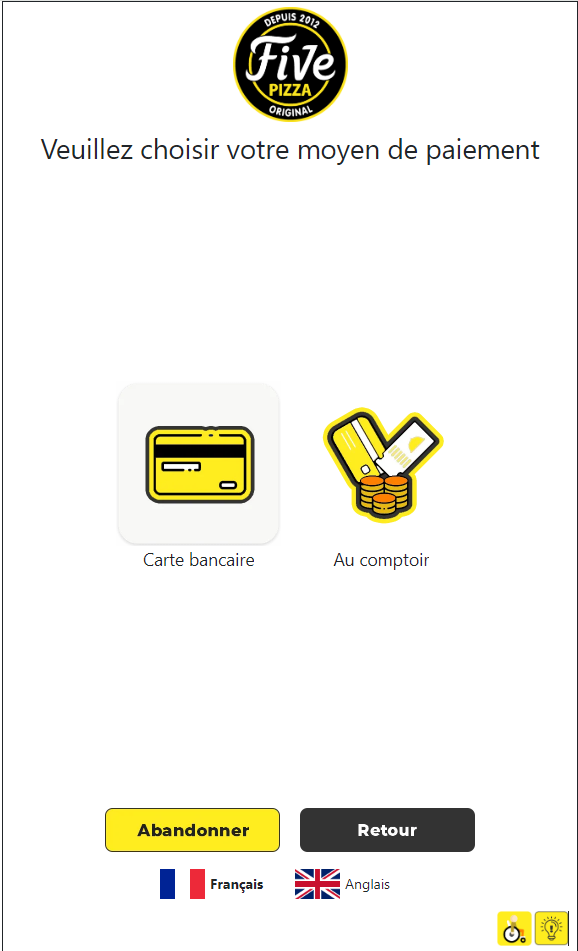 DEPUIS 2012
FiVe
PIZZA
ORIGINAL
Veuillez choisir votre moyen de paiement
Carte bancaire
Au comptoir
Abandonner
Retour
Français
Anglais